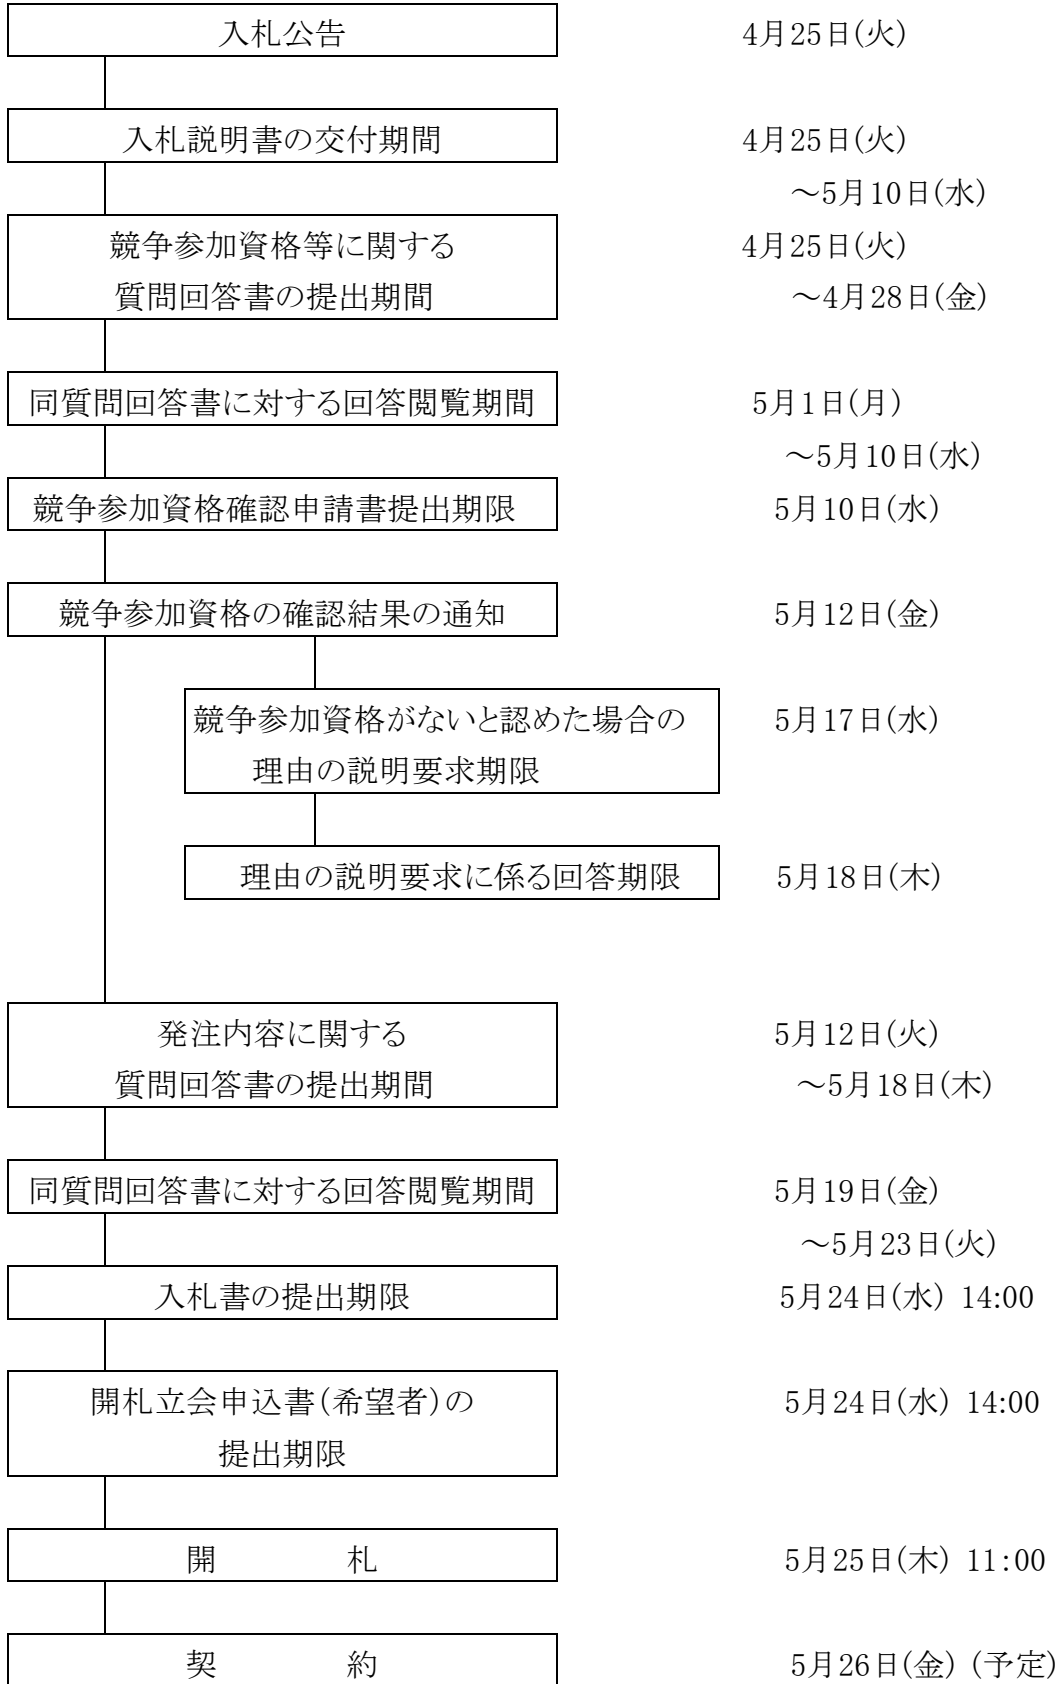 入札公告 4月25日(火)
入札説明書の交付期間 4月25日(火)
～5月10日(水)
競争参加資格等に関する 4月25日(火)
質問回答書の提出期間 ～4月28日(金)
同質問回答書に対する回答閲覧期間 5月1日(月)
～5月10日(水)
競争参加資格確認申請書提出期限 5月10日(水)
競争参加資格の確認結果の通知 5月12日(金)
競争参加資格がないと認めた場合の 5月17日(水)
理由の説明要求期限
理由の説明要求に係る回答期限 5月18日(木)
発注内容に関する 5月12日(火)
質問回答書の提出期間 ～5月18日(木)
同質問回答書に対する回答閲覧期間 5月19日(金)
～5月23日(火)
入札書の提出期限 5月24日(水) 14:00
開札立会申込書(希望者)の 5月24日(水) 14:00
提出期限
開 札 5月25日(木) 11:00
契 約 5月26日(金) (予定)